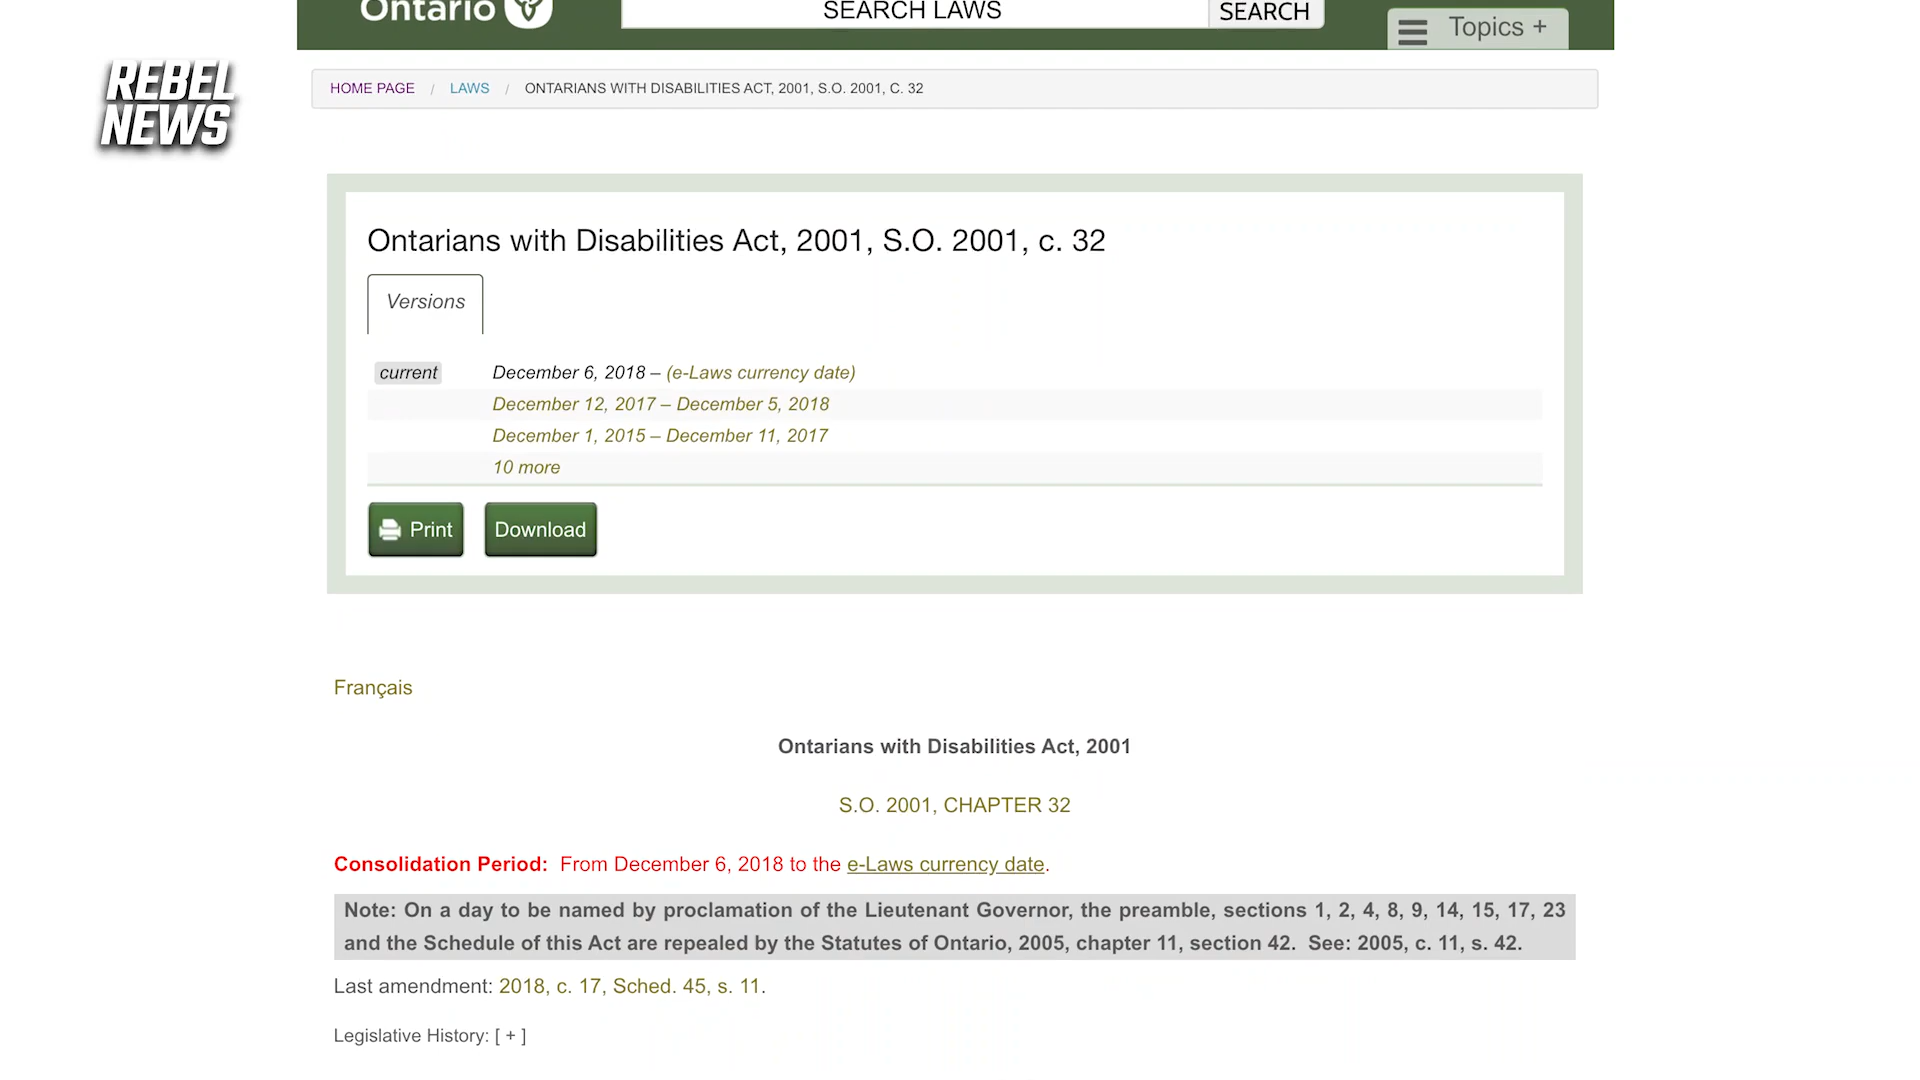 Ontario
SEARCH LAWS
SEARCH
Topics +
REBEL
NEWS
HOME PAGE / LAWS / ONTARIANS WITH DISABILITIES ACT, 2001, S.O. 2001, C. 32
Ontarians with Disabilities Act, 2001, S.O. 2001, c. 32
Versions
current December 6, 2018 – (e-Laws currency date)
December 12, 2017 – December 5, 2018
December 1, 2015 – December 11, 2017
10 more
Print
Download
Français
Ontarians with Disabilities Act, 2001
S.O. 2001, CHAPTER 32
Consolidation Period: From December 6, 2018 to the e-Laws currency date.
Note: On a day to be named by proclamation of the Lieutenant Governor, the preamble, sections 1, 2, 4, 8, 9, 14, 15, 17, 23
and the Schedule of this Act are repealed by the Statutes of Ontario, 2005, chapter 11, section 42. See: 2005, c. 11, s. 42.
Last amendment: 2018, c. 17, Sched. 45, s. 11.
Legislative History: [ + ]